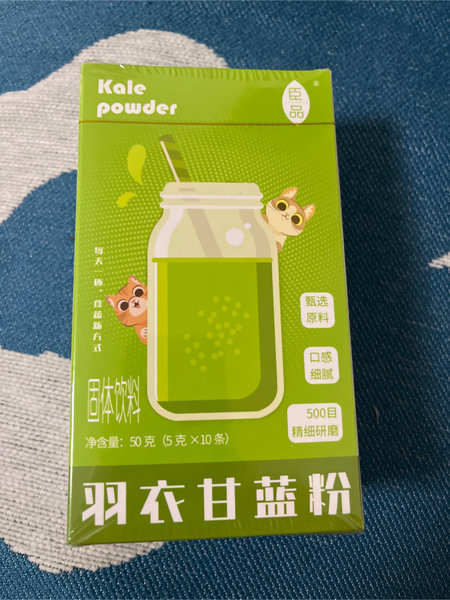 Kale
powder
臣品
®
每天一杯，食蔬新方式
甄选
原料
口感
细腻
500目
精细研磨
固体饮料
净含量：50克（5克×10条）
羽衣甘蓝粉